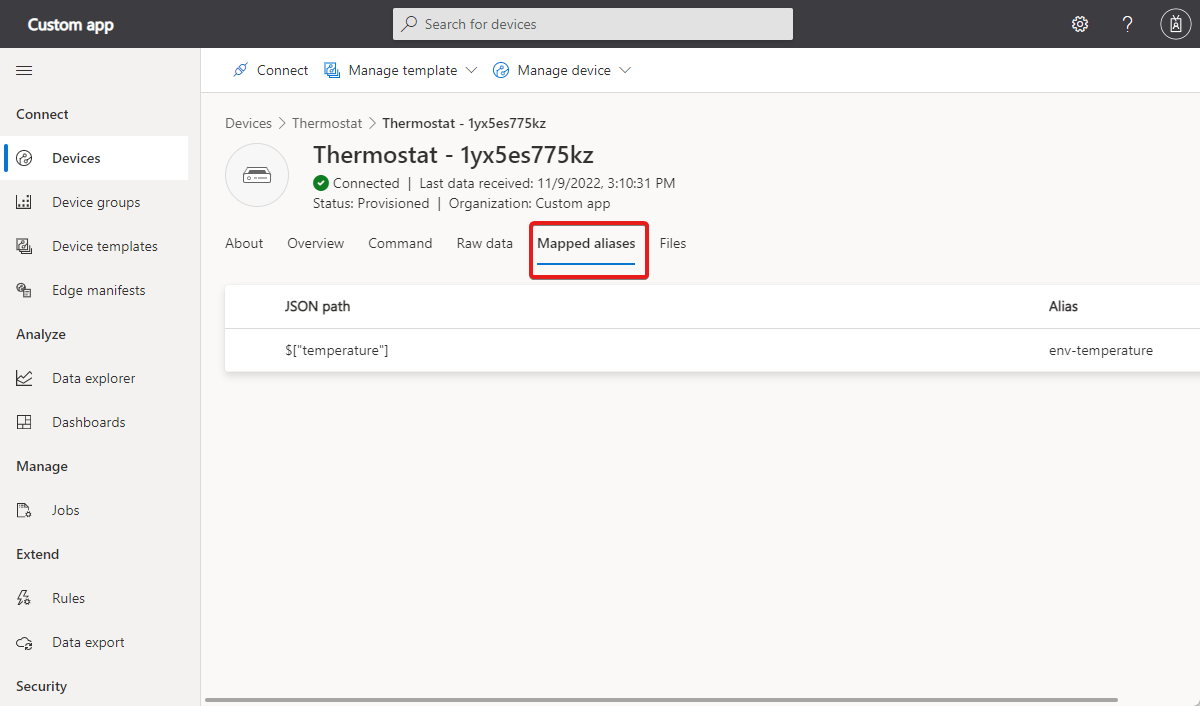 Custom app
Search for devices
?
Connect
Devices
Device groups
Device templates
Edge manifests
Analyze
Data explorer
Dashboards
Manage
Jobs
Extend
Rules
Data export
Security
Connect Manage template Manage device
Devices > Thermostat > Thermostat - 1yx5es775kz
Thermostat - 1yx5es775kz
Connected | Last data received: 11/9/2022, 3:10:31 PM
Status: Provisioned | Organization: Custom app
About Overview Command Raw data Mapped aliases Files
JSON path Alias
$["temperature"] env-temperature